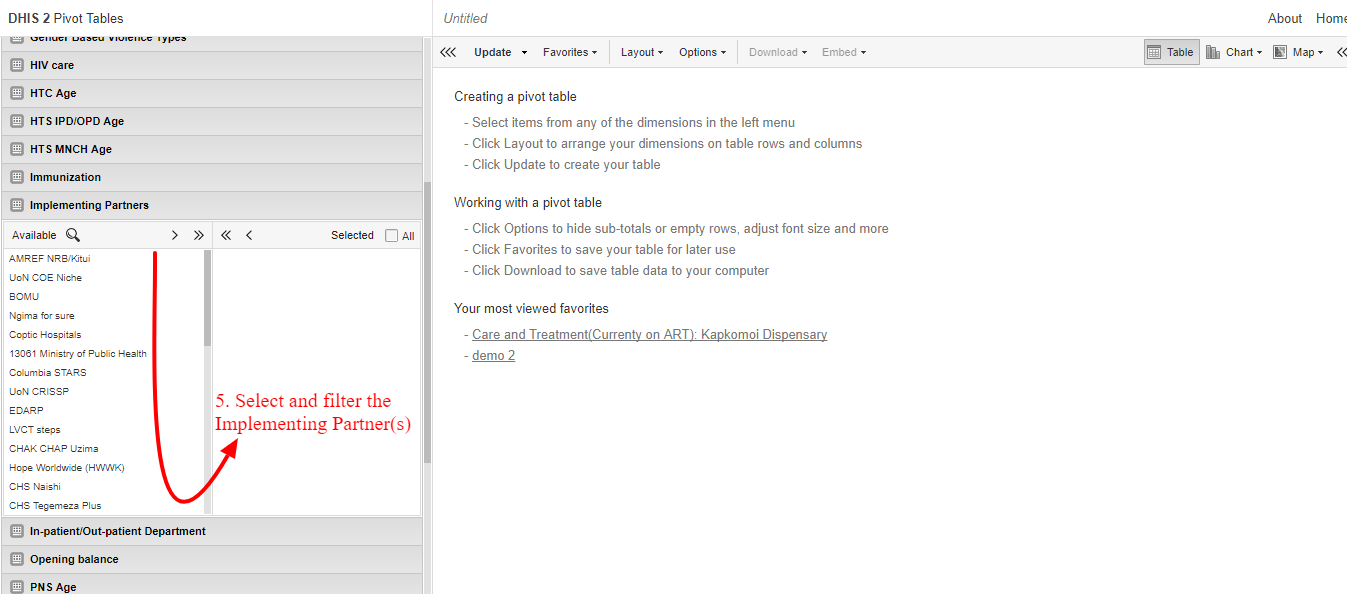 DHIS 2 Pivot Tables
Untitled
About Home
Gender Based Violence Types
HIV care
HTC Age
HTS IPD/OPD Age
HTS MNCH Age
Immunization
Implementing Partners
Available
Selected All
AMREF NRB/Kitui
UoN COE Niche
BOMU
Ngima for sure
Coptic Hospitals
13061 Ministry of Public Health
Columbia STARS
UoN CRISSP
EDARP
LVCT steps
CHAK CHAP Uzima
Hope Worldwide (HWWK)
CHS Naishi
CHS Tegemeza Plus
5. Select and filter the
Implementing Partner(s)
In-patient/Out-patient Department
Opening balance
PNS Age
Update Favorites Layout Options Download Embed Table Chart Map
Creating a pivot table
- Select items from any of the dimensions in the left menu
- Click Layout to arrange your dimensions on table rows and columns
- Click Update to create your table
Working with a pivot table
- Click Options to hide sub-totals or empty rows, adjust font size and more
- Click Favorites to save your table for later use
- Click Download to save table data to your computer
Your most viewed favorites
- Care and Treatment(Currenty on ART): Kapkomoi Dispensary
- demo 2